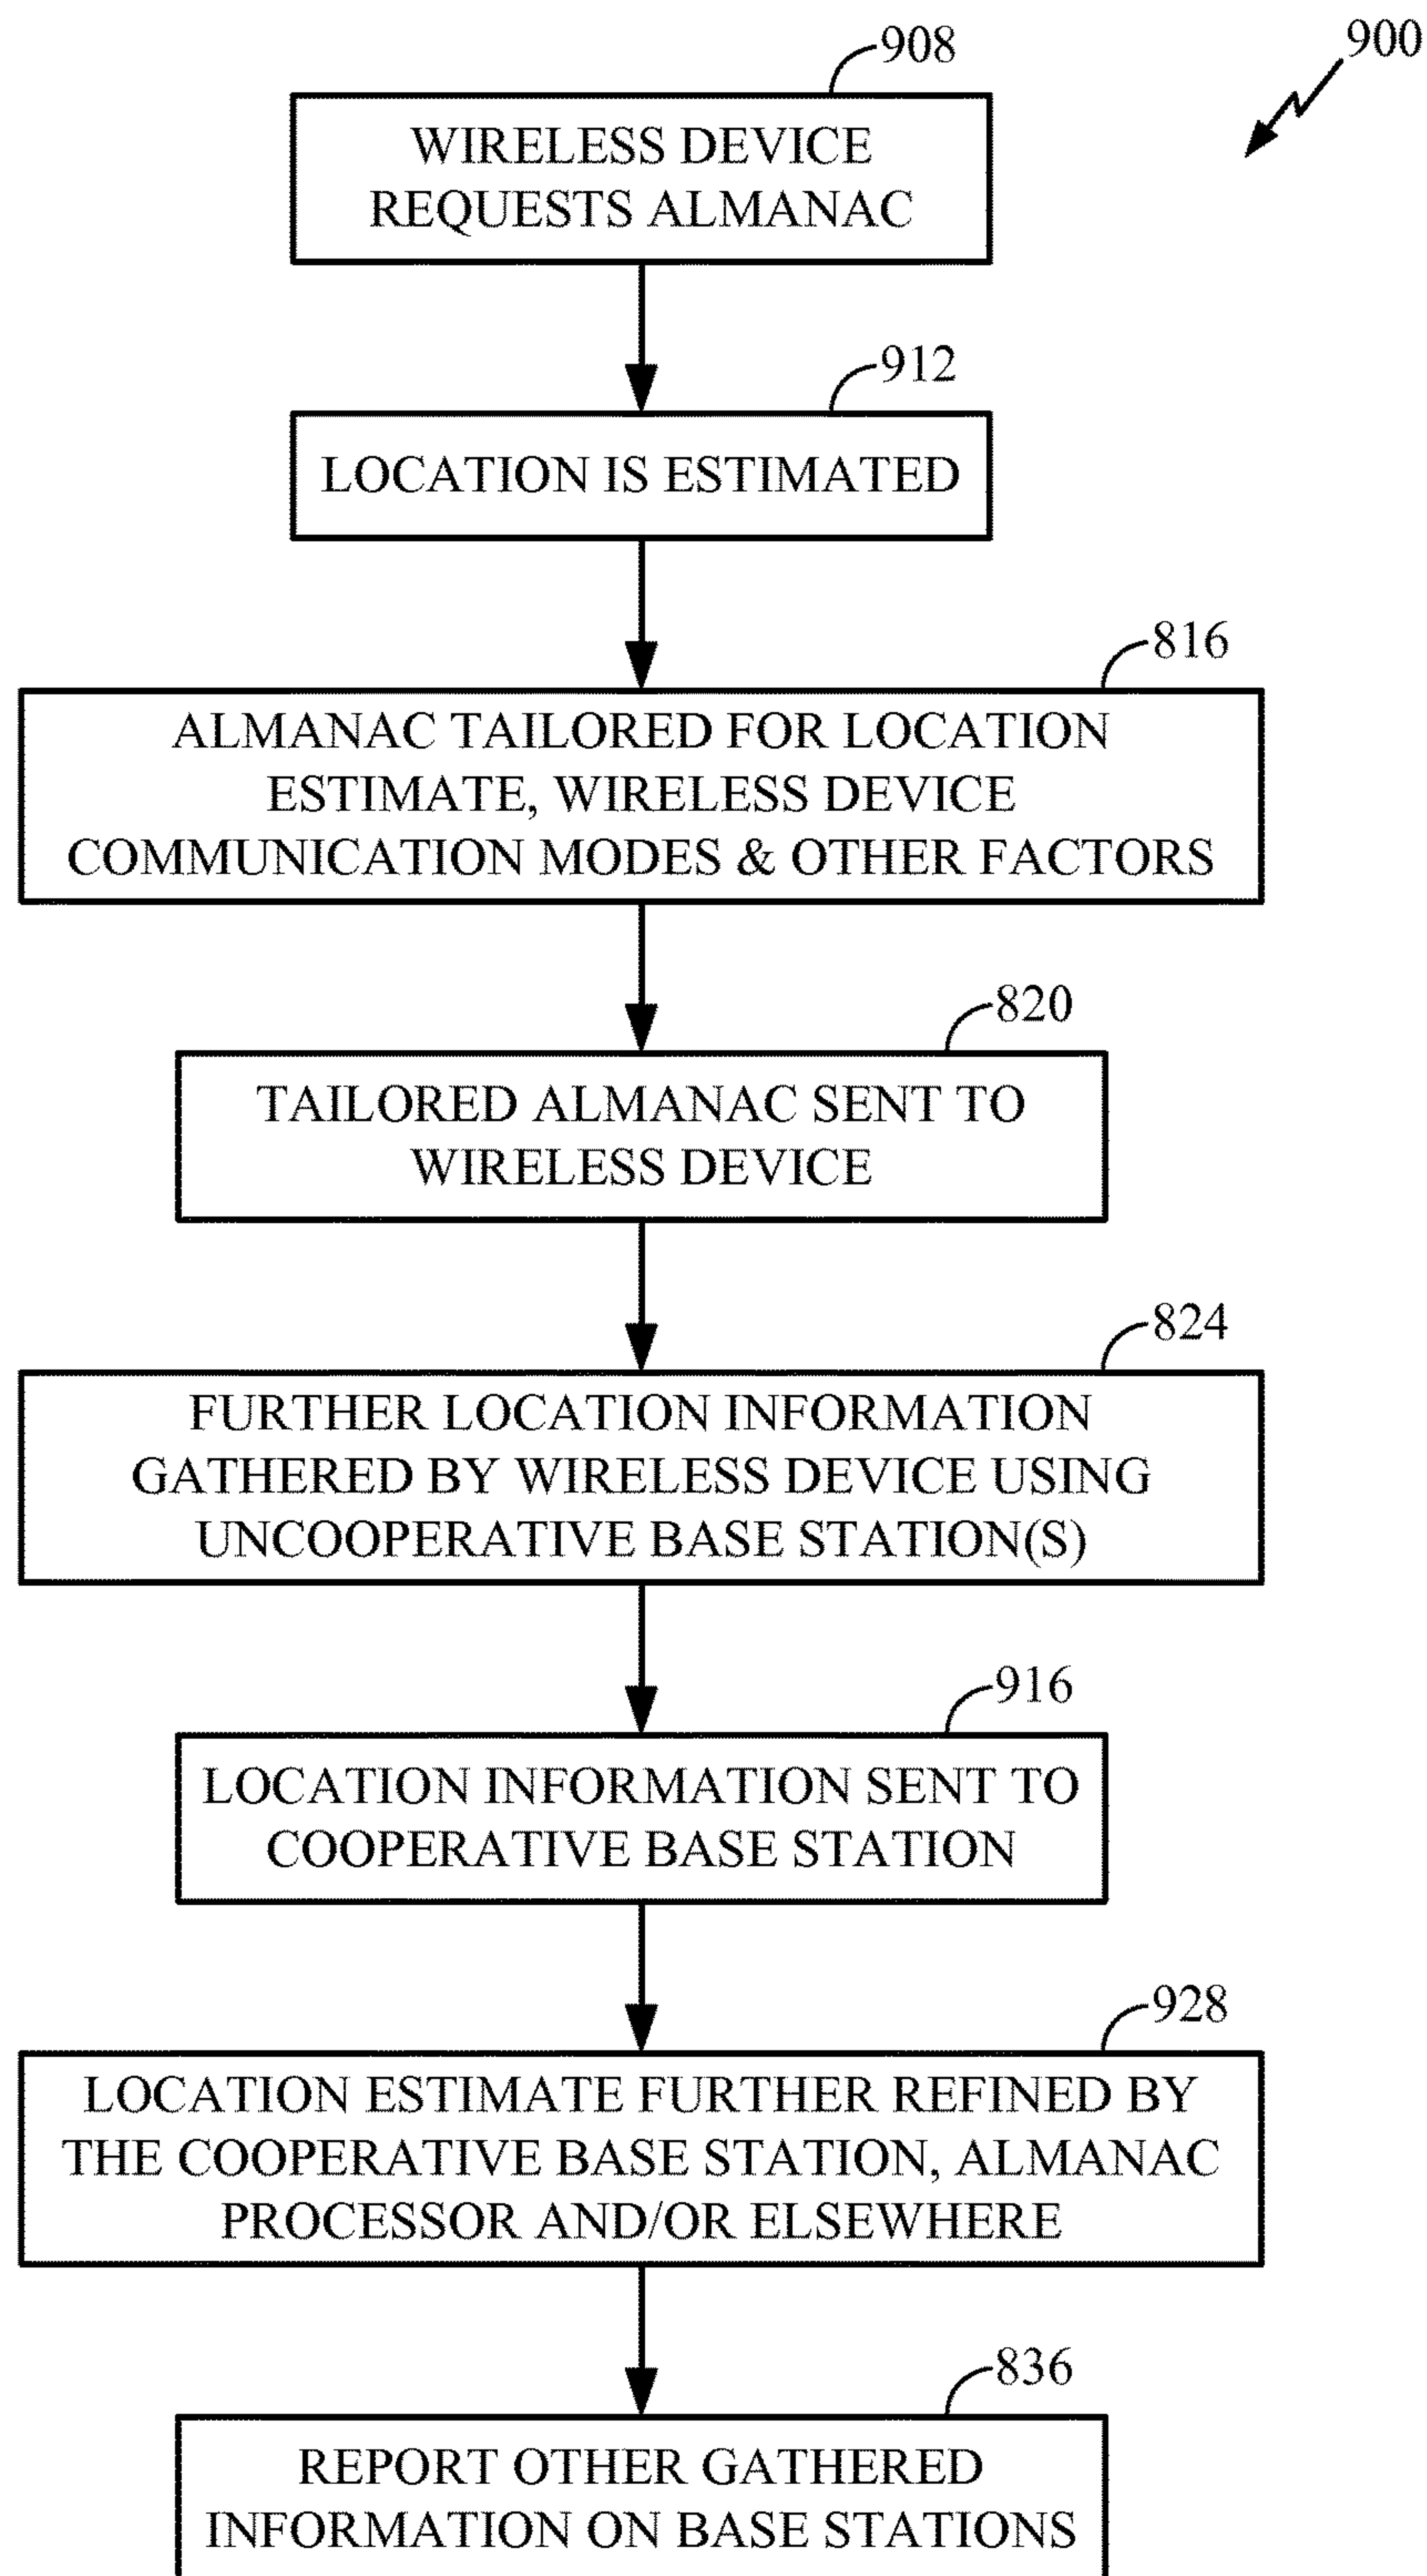 900
908
WIRELESS DEVICE
REQUESTS ALMANAC
912
LOCATION IS ESTIMATED
816
ALMANAC TAILORED FOR LOCATION
ESTIMATE, WIRELESS DEVICE
COMMUNICATION MODES & OTHER FACTORS
820
TAILORED ALMANAC SENT TO
WIRELESS DEVICE
824
FURTHER LOCATION INFORMATION
GATHERED BY WIRELESS DEVICE USING
UNCOOPERATIVE BASE STATION(S)
916
LOCATION INFORMATION SENT TO
COOPERATIVE BASE STATION
928
LOCATION ESTIMATE FURTHER REFINED BY
THE COOPERATIVE BASE STATION, ALMANAC
PROCESSOR AND/OR ELSEWHERE
836
REPORT OTHER GATHERED
INFORMATION ON BASE STATIONS